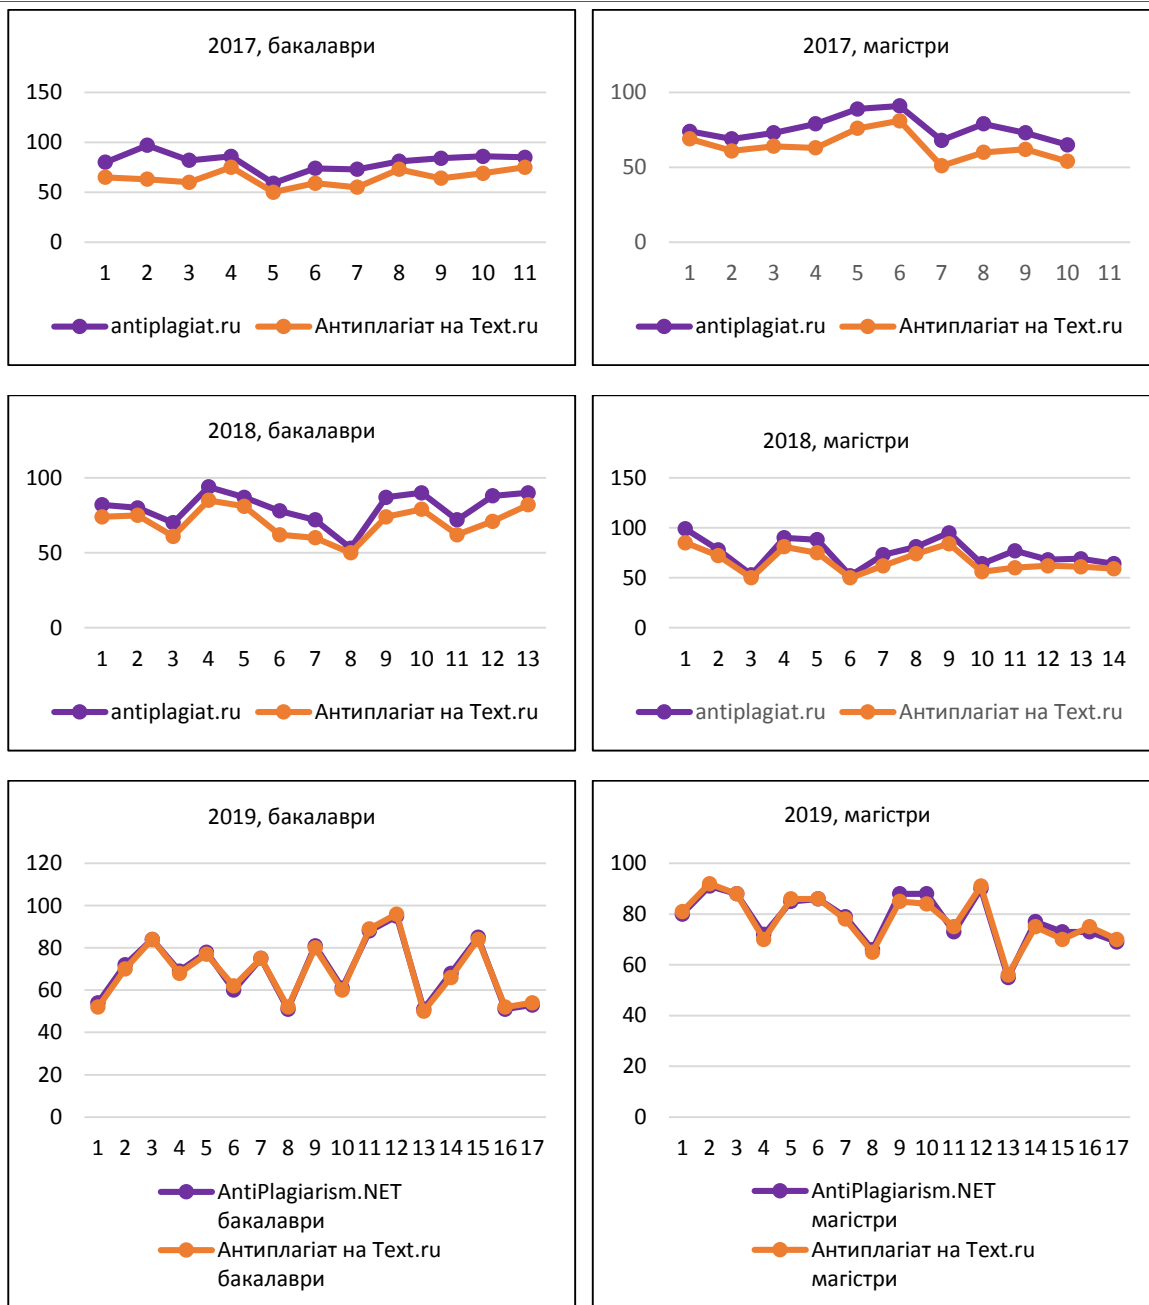 2017, бакалаври
150
100
50
0
1 2 3 4 5 6 7 8 9 10 11
antiplagiat.ru Антиплагіат на Text.ru
2017, магістри
100
50
0
1 2 3 4 5 6 7 8 9 10 11
antiplagiat.ru Антиплагіат на Text.ru
2018, бакалаври
100
50
0
1 2 3 4 5 6 7 8 9 10 11 12 13
antiplagiat.ru Антиплагіат на Text.ru
2018, магістри
150
100
50
0
1 2 3 4 5 6 7 8 9 10 11 12 13 14
antiplagiat.ru Антиплагіат на Text.ru
2019, бакалаври
120
100
80
60
40
20
0
1 2 3 4 5 6 7 8 9 10 11 12 13 14 15 16 17
AntiPlagiarism.NET
бакалаври
Антиплагіат на Text.ru
бакалаври
2019, магістри
100
80
60
40
20
0
1 2 3 4 5 6 7 8 9 10 11 12 13 14 15 16 17
AntiPlagiarism.NET
магістри
Антиплагіат на Text.ru
магістри